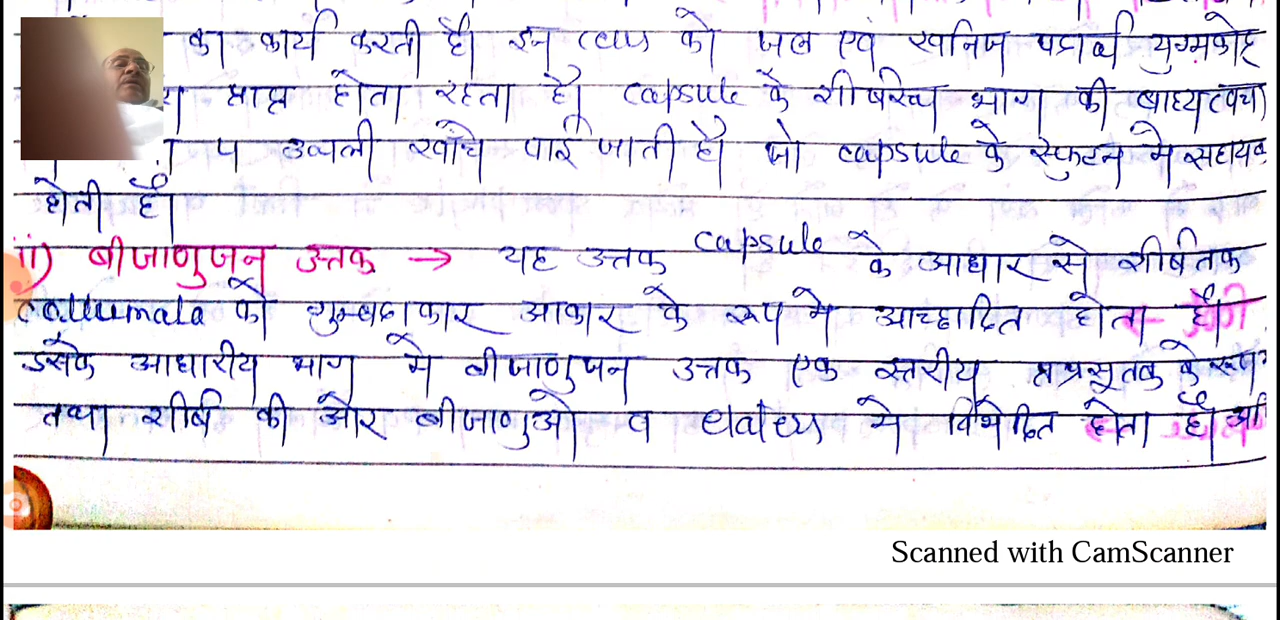 का कार्य करती है। इन cells को जल एवं खनिज पदार्थ युग्मकोद्
प्राप्त होता रहता है। capsule के शीर्षस्थ भाग की बाह्यत्वचा
प उथली खाँचे पाई जाती है। जो capsule के स्फुटन मे सहायक
होती है।
ii) बीजाणुजन उत्तक → यह उत्तक capsule के आधार से शीर्ष तक
collumala को गुम्बदाकार आकार के रूप मे आच्छादित होता है।
इसके आधारीय भाग मे बीजाणुजन उत्तक एक स्तरीय के रूप
तथा शीर्ष की ओर बीजाणुओ व elaters मे विभेदित होता है।
Scanned with CamScanner